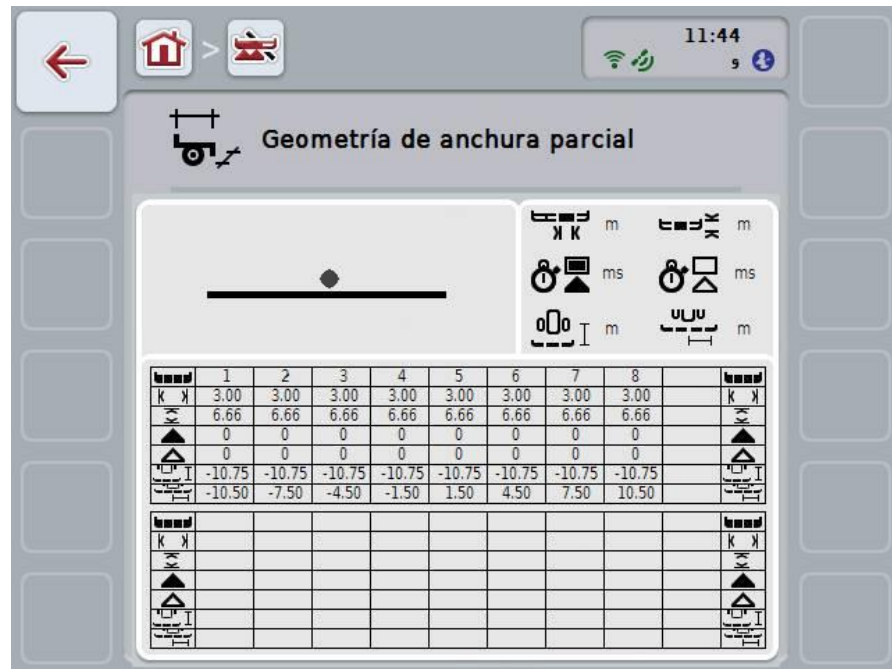 11:44
>
9
Geometría de anchura parcial
m m
ms ms
m m
1 2 3 4 5 6 7 8
3.00 3.00 3.00 3.00 3.00 3.00 3.00 3.00
6.66 6.66 6.66 6.66 6.66 6.66 6.66 6.66
0 0 0 0 0 0 0 0
0 0 0 0 0 0 0 0
-10.75 -10.75 -10.75 -10.75 -10.75 -10.75 -10.75 -10.75
-10.50 -7.50 -4.50 -1.50 1.50 4.50 7.50 10.50